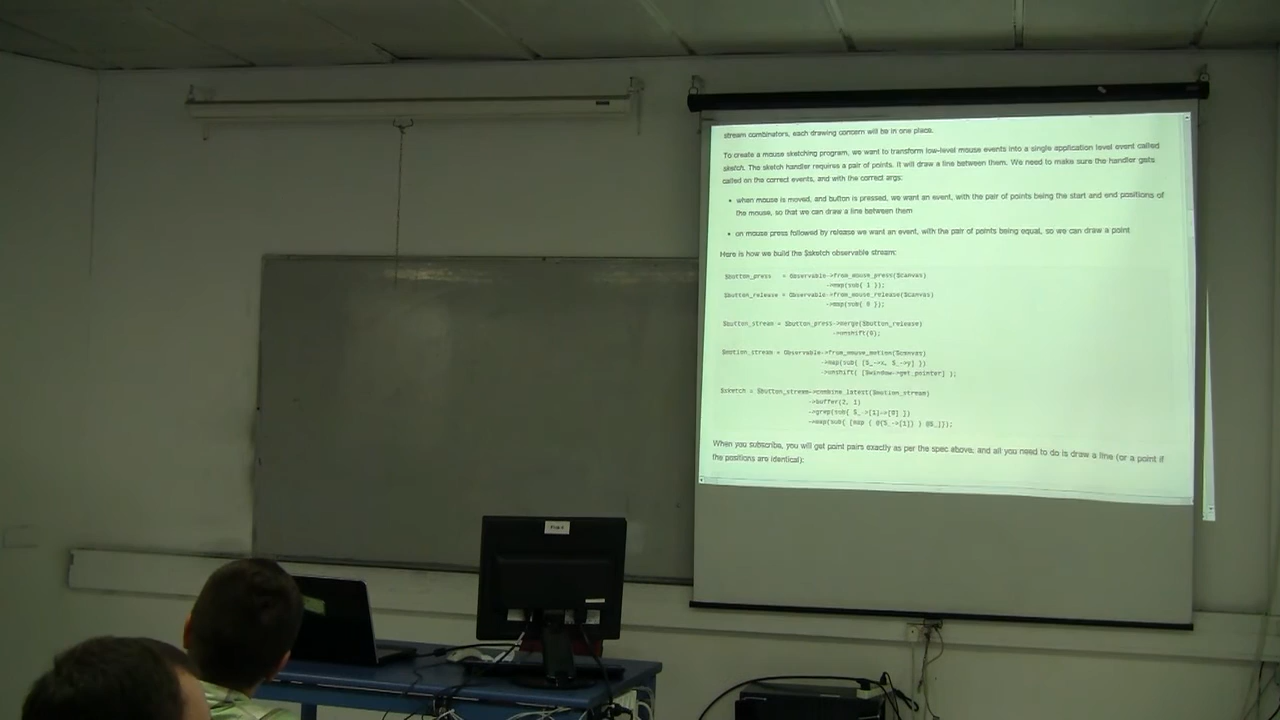 stream combinators, each drawing concern will be in one place.
To create a mouse sketching program, we want to transform low-level mouse events into a single application level event called
sketch. The sketch handler requires a pair of points. It will draw a line between them. We need to make sure the handler gets
called on the correct events, and with the correct args:
• when mouse is moved, and button is pressed, we want an event, with the pair of points being the start and end positions of
the mouse, so that we can draw a line between them
• on mouse press followed by release we want an event, with the pair of points being equal, so we can draw a point
Here is how we build the $sketch observable stream:
$button_press = Observable->from_mouse_press($canvas)
->map(sub{ 1 });
$button_release = Observable->from_mouse_release($canvas)
->map(sub{ 0 });
$button_stream = $button_press->merge($button_release)
->unshift(0);
$motion_stream = Observable->from_mouse_motion($canvas)
->map(sub{ [$_->x, $_->y] })
->unshift( [$window->get_pointer] );
$sketch = $button_stream->combine_latest($motion_stream)
->buffer(2, 1)
->grep(sub{ $_->[1]->[0] })
->map(sub{ [map { @{$_->[1]} } @$_]});
When you subscribe, you will get point pairs exactly as per the spec above, and all you need to do is draw a line (or a point if
the positions are identical):